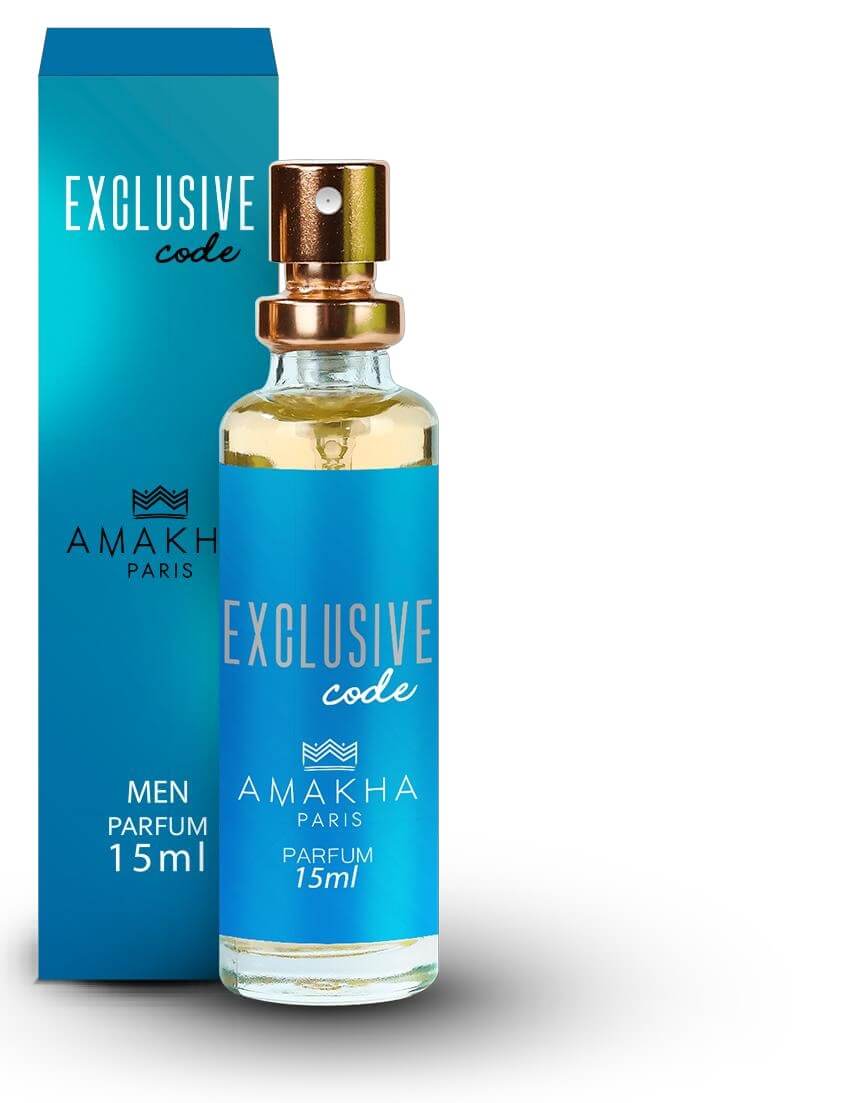 EXCLUSIVE
code
AMAKH
PARIS
MEN
PARFUM
15ml
EXCLUSIVE
code
AMAKHA
PARIS
PARFUM
15ml